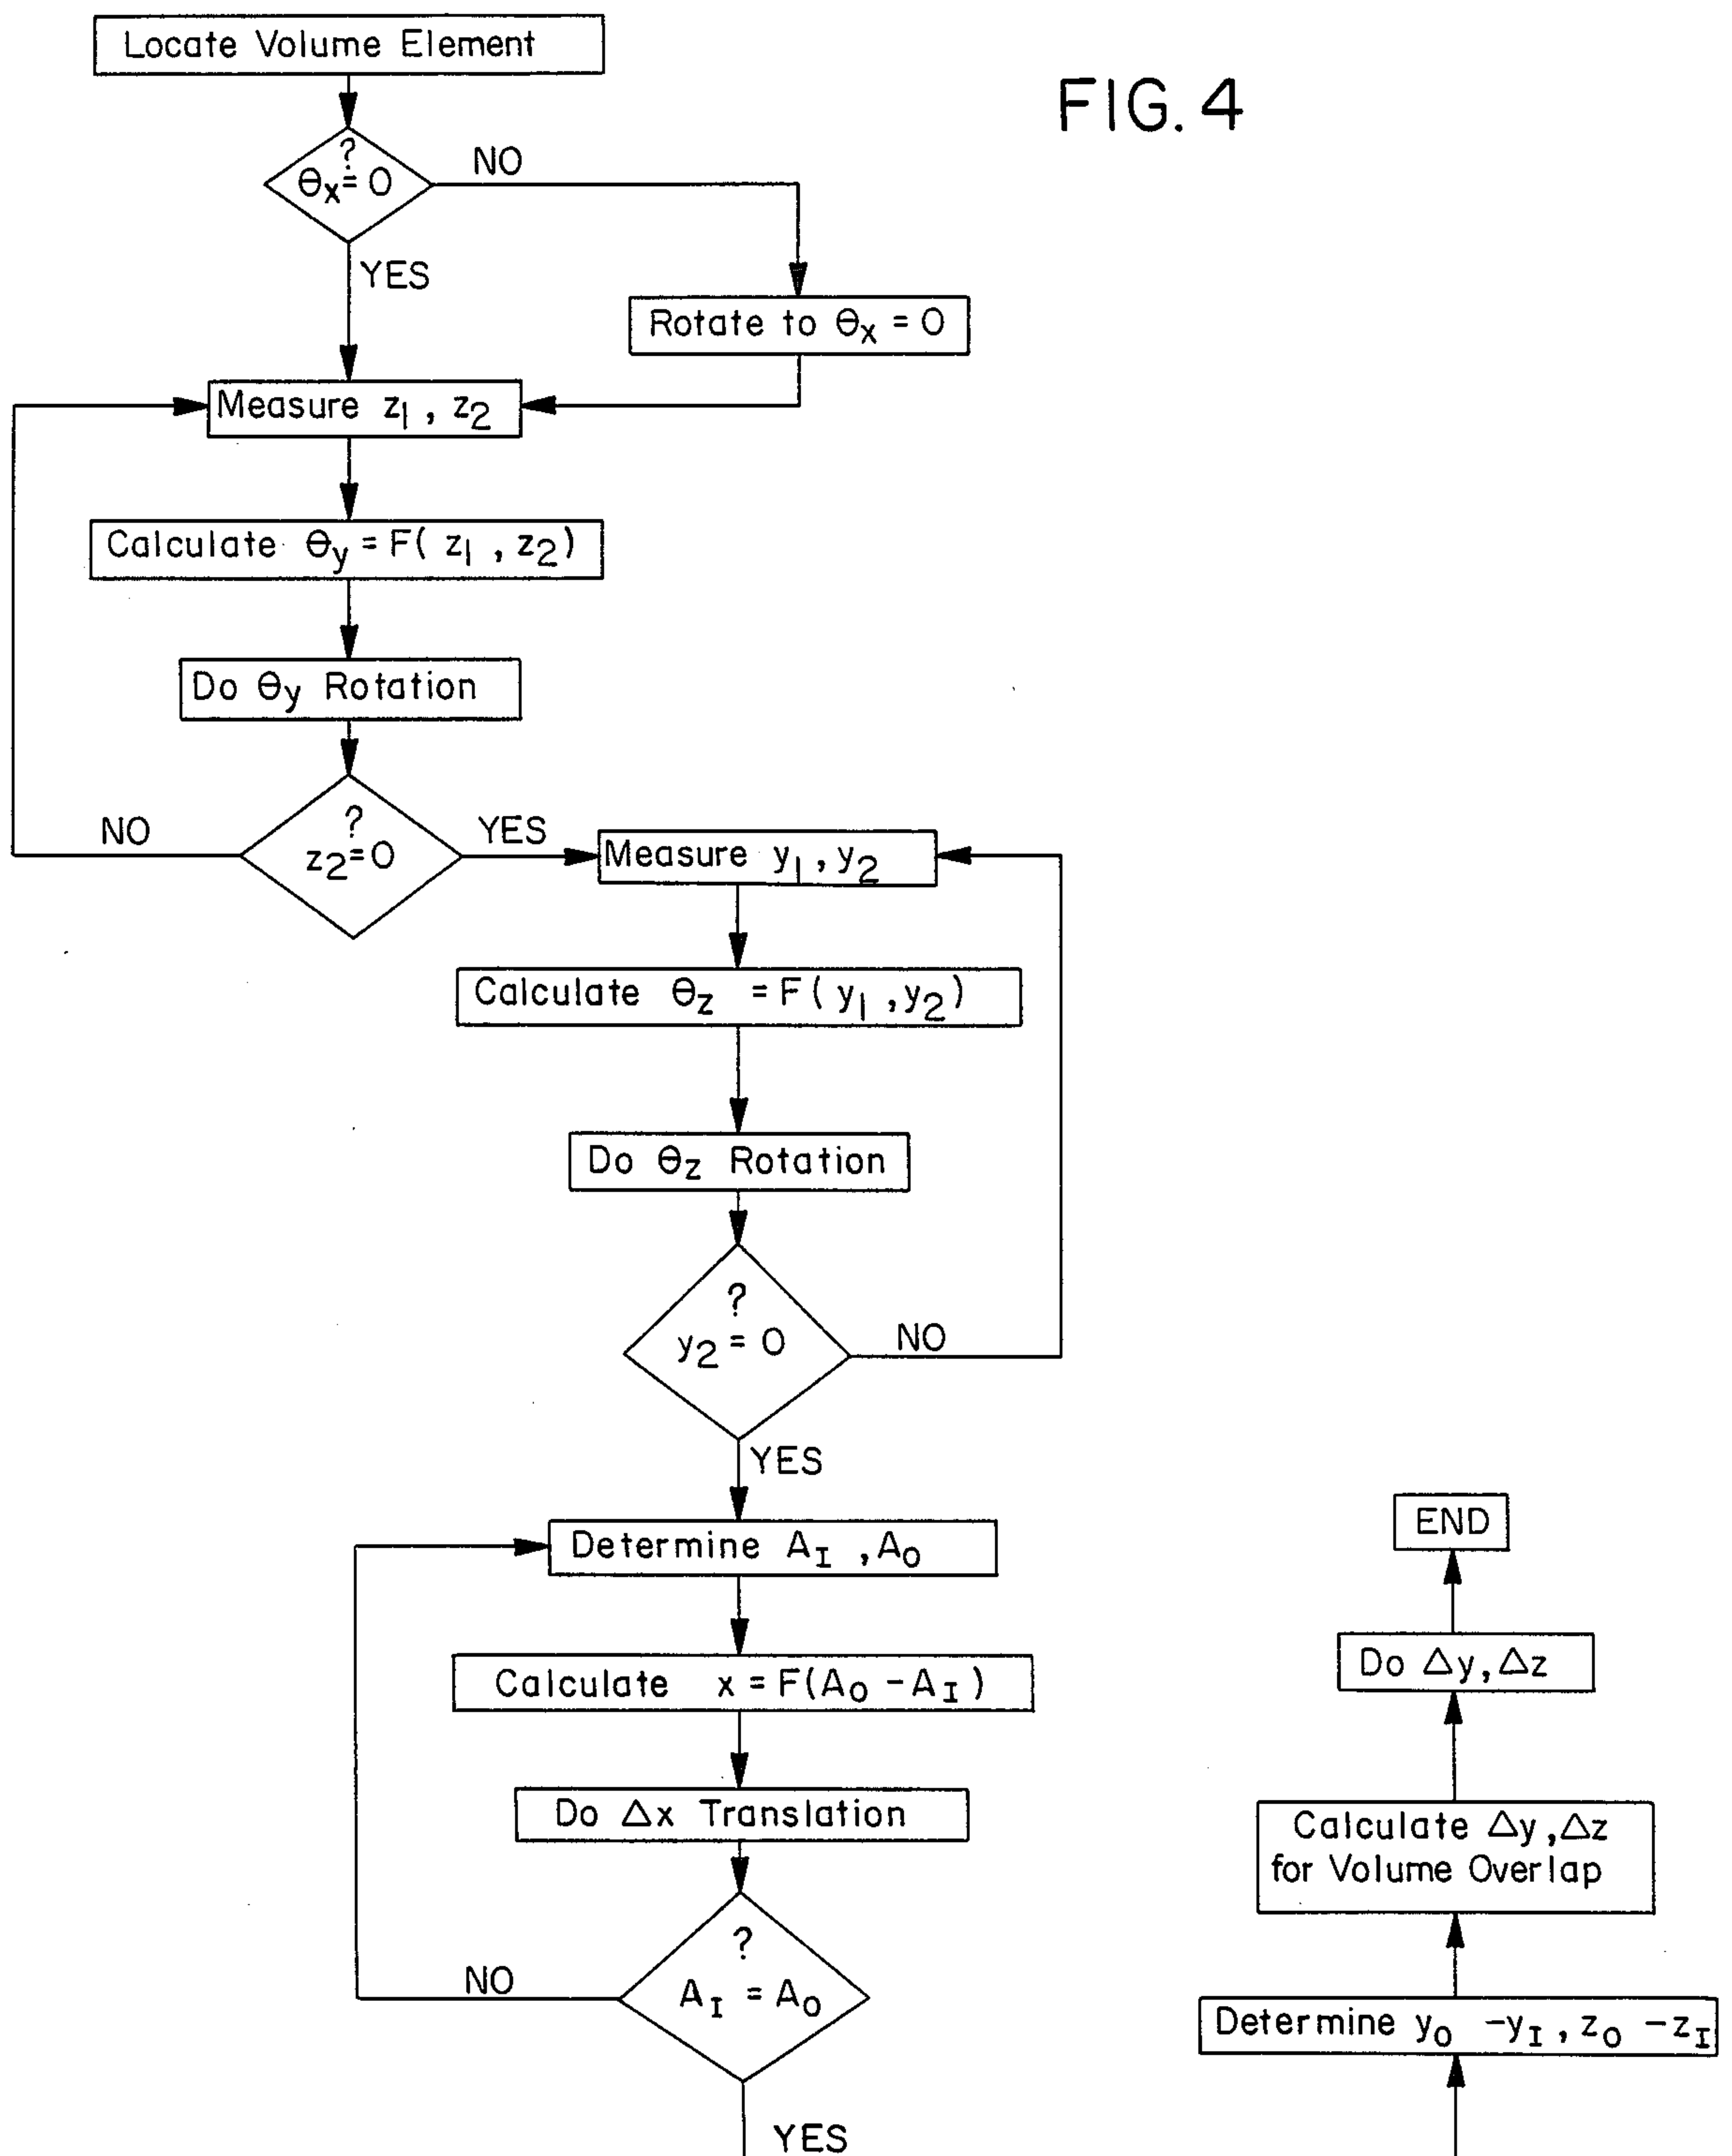 Locate Volume Element
FIG. 4
?
θx = 0
NO
YES
Rotate to θx = 0
Measure z1 , z2
Calculate θy = F( z1 , z2)
Do θy Rotation
?
z2=0
NO
YES
Measure y1 , y2
Calculate θz = F( y1 ,y2)
Do θz Rotation
?
y2 = 0
NO
YES
Determine AI ,AO
Calculate x = F(AO -AI)
Do Δx Translation
?
AI = AO
NO
YES
END
Do Δy, Δz
Calculate Δy ,Δz
for Volume Overlap
Determine yO -yI , zO -zI